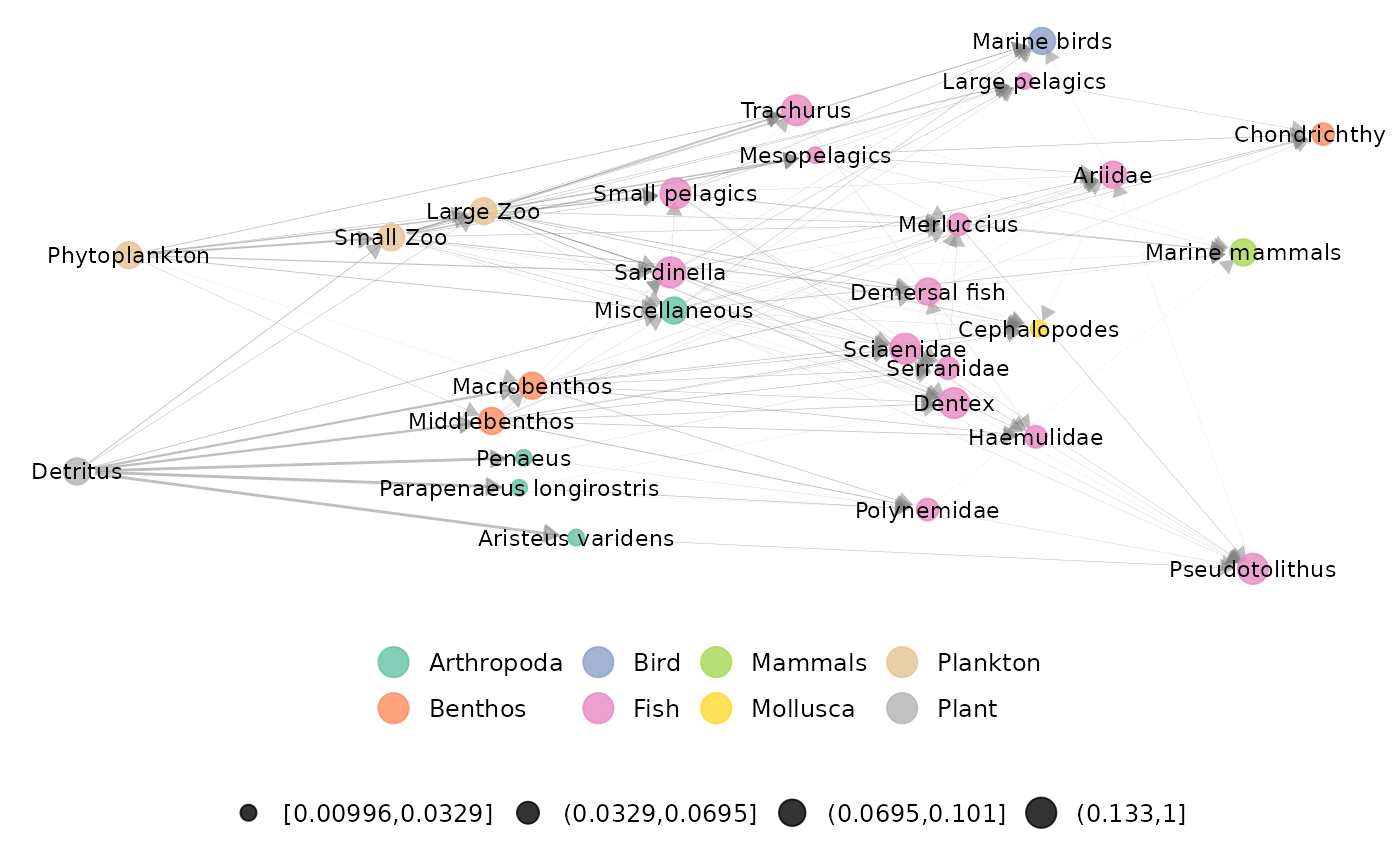 Marine birds
Large pelagics
Trachurus
Chondrichthy
Mesopelagics
Ariidae
Small pelagics
Large Zoo
Merluccius
Small Zoo
Phytoplankton
Marine mammals
Sardinella
Demersal fish
Miscellaneous
Cephalopodes
Sciaenidae
Serranidae
Macrobenthos
Dentex
Middlebenthos
Haemulidae
Penaeus
Detritus
Parapenaeus longirostris
Polynemidae
Aristeus varidens
Pseudotolithus
Arthropoda Bird Mammals Plankton
Benthos Fish Mollusca Plant
[0.00996,0.0329] (0.0329,0.0695] (0.0695,0.101] (0.133,1]